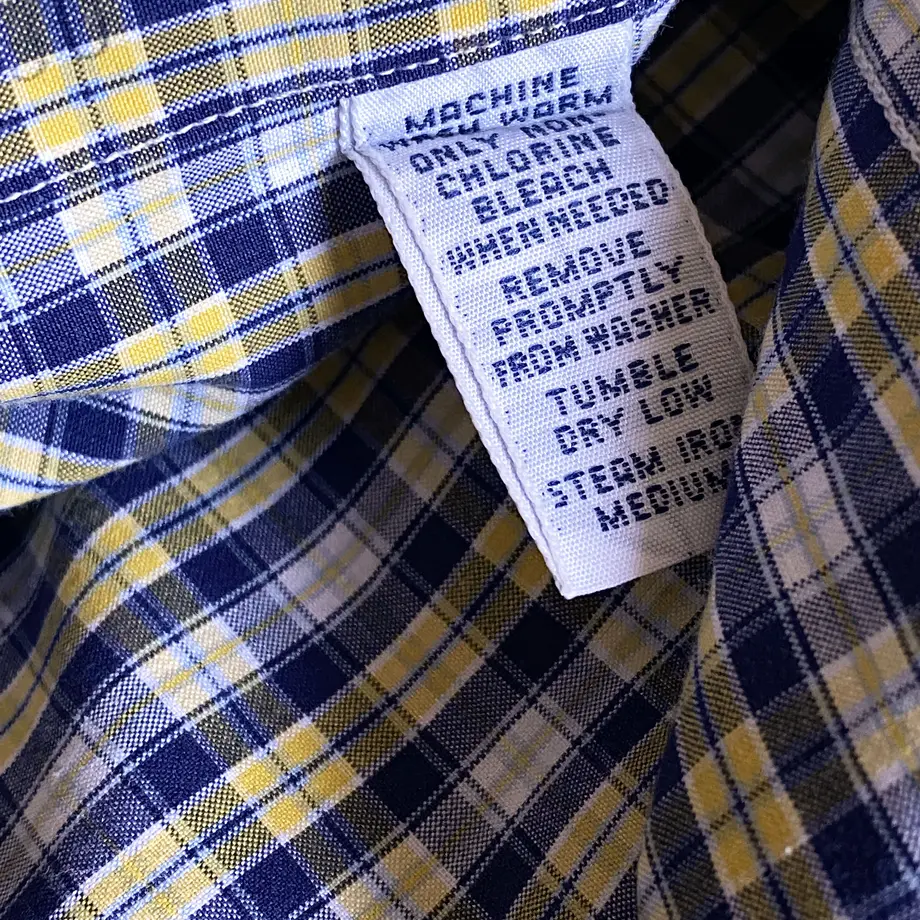 MACHINE
WASH WARM
ONLY NON-
CHLORINE
BLEACH
WHEN NEEDED
REMOVE
PROMPTLY
FROM WASHER
TUMBLE
DRY LOW
STEAM IRON
MEDIUM